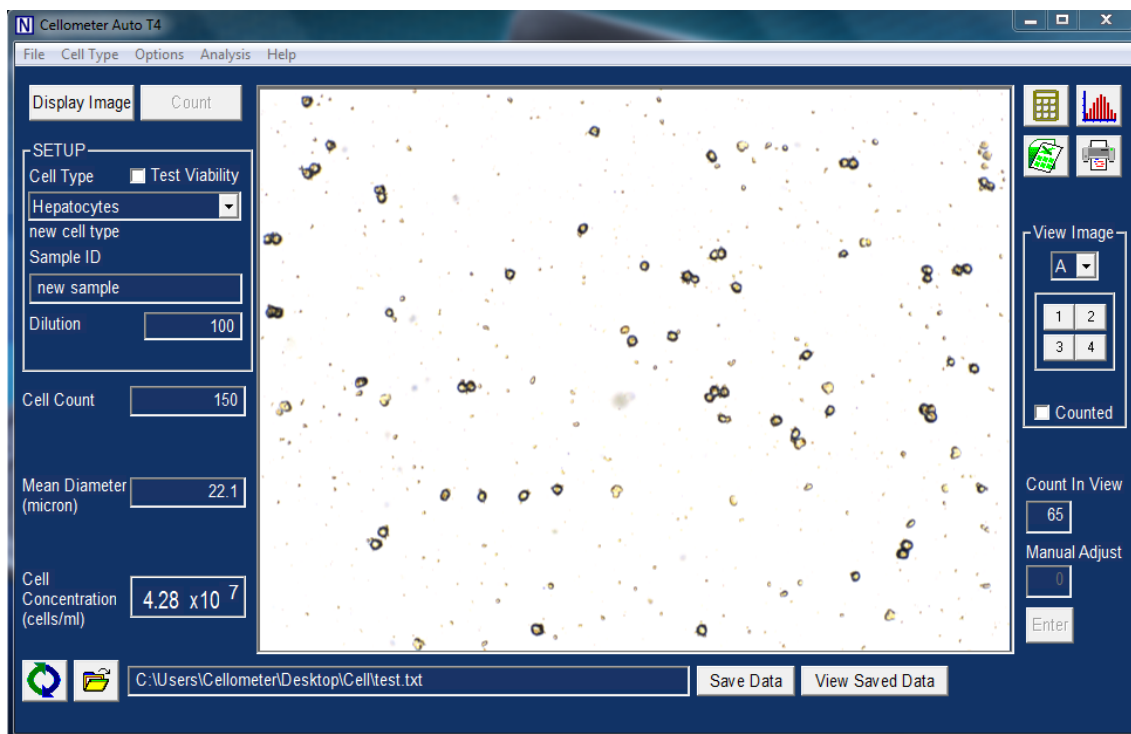 Cellometer Auto T4
File Cell Type Options Analysis Help
Display Image Count
SETUP
Cell Type Test Viability
Hepatocytes
new cell type
Sample ID
new sample
Dilution 100
Cell Count 150
Mean Diameter
(micron) 22.1
Cell
Concentration
(cells/ml) 4.28 x10 7
View Image
A
1 2
3 4
Counted
Count In View
65
Manual Adjust
0
Enter
C:\Users\Cellometer\Desktop\Cell\test.txt Save Data View Saved Data